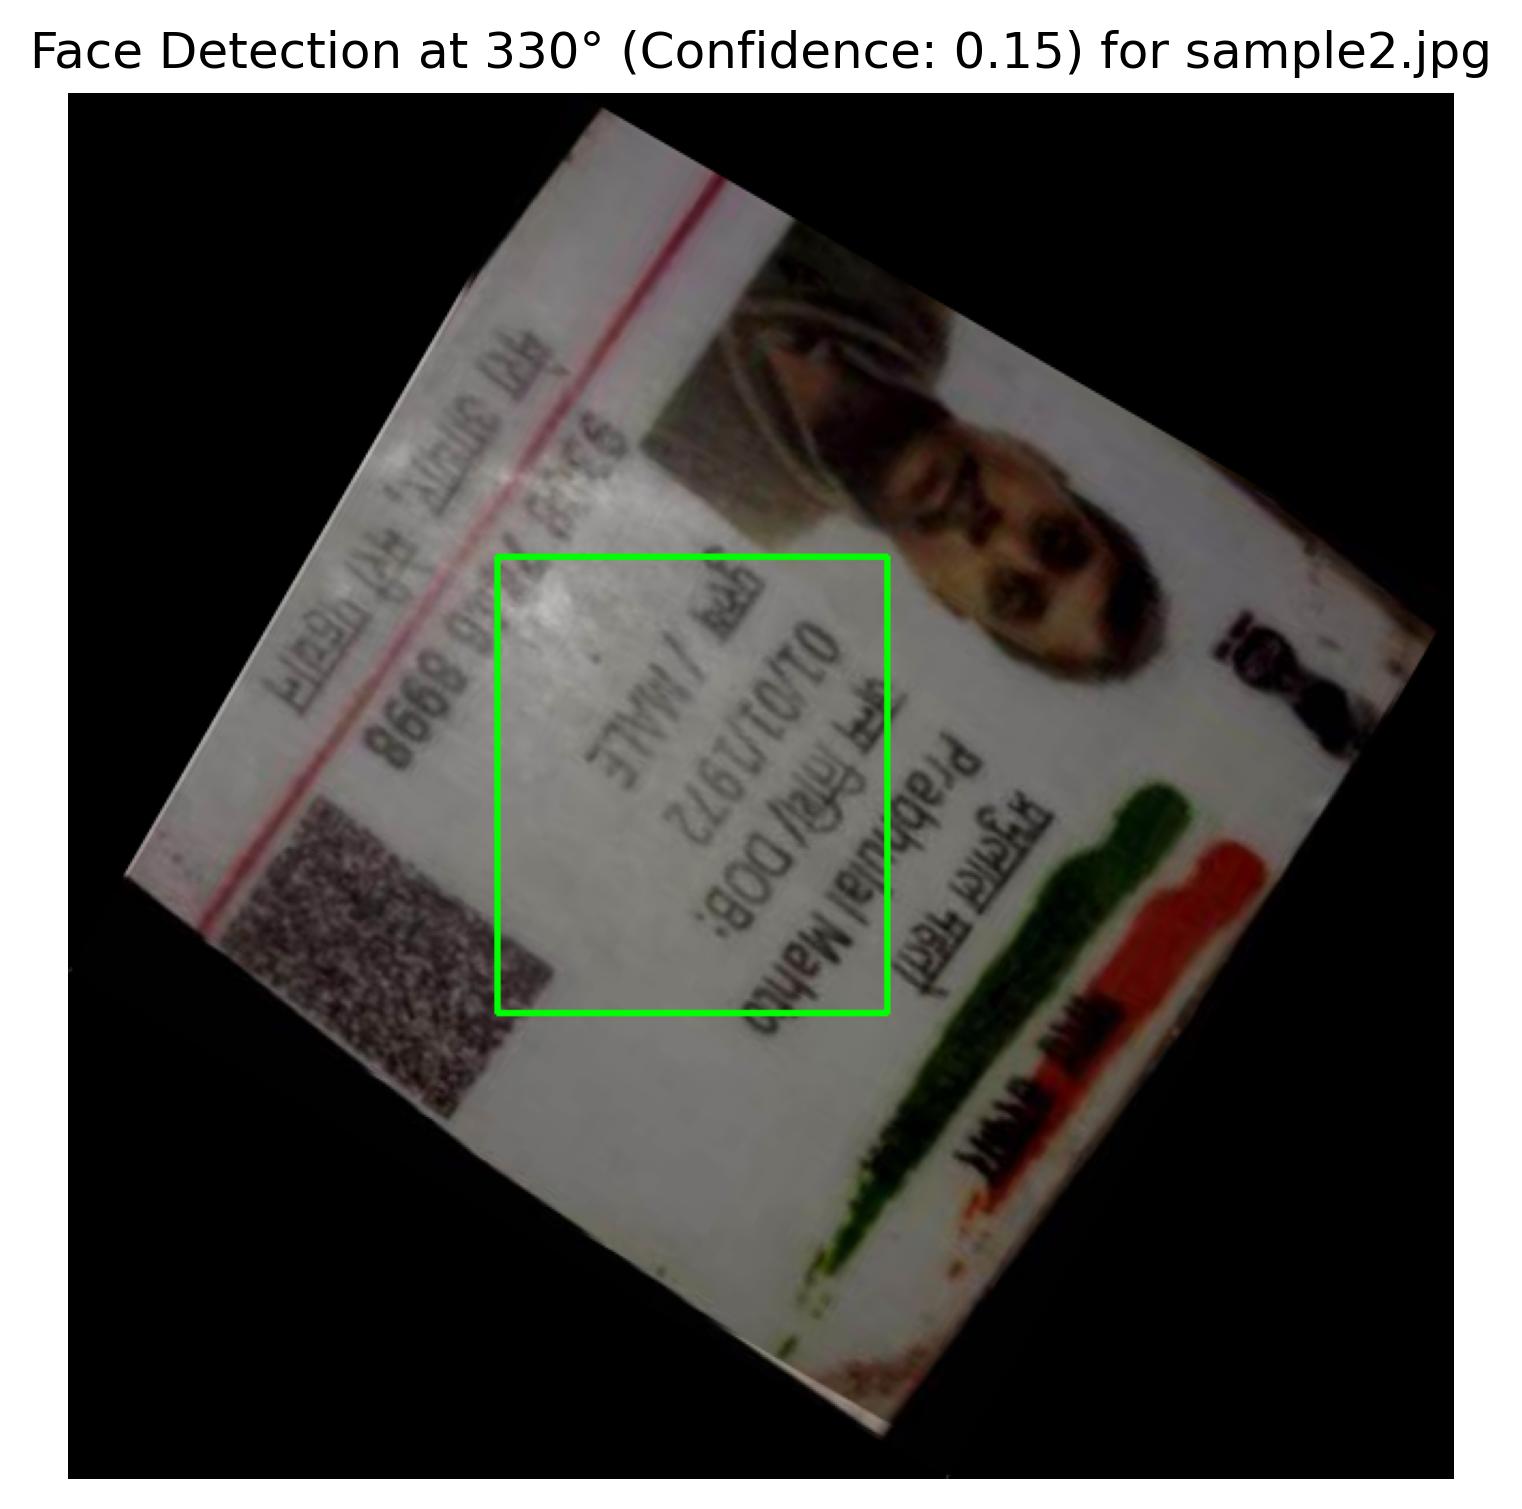 Face Detection at 330° (Confidence: 0.15) for sample2.jpg
प्रभुलाल महतो
Prabhulal Mahto
जन्म तिथि/ DOB:
01/01/1972
पुरुष / MALE
8998
मेरा आधार, मेरी पहचान